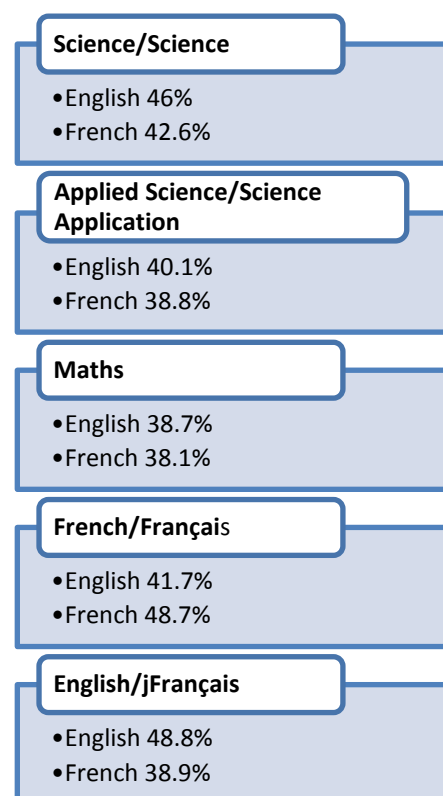 Science/Science
•English 46%
•French 42.6%
Applied Science/Science
Application
•English 40.1%
•French 38.8%
Maths
•English 38.7%
•French 38.1%
French/Français
•English 41.7%
•French 48.7%
English/jFrançais
•English 48.8%
•French 38.9%